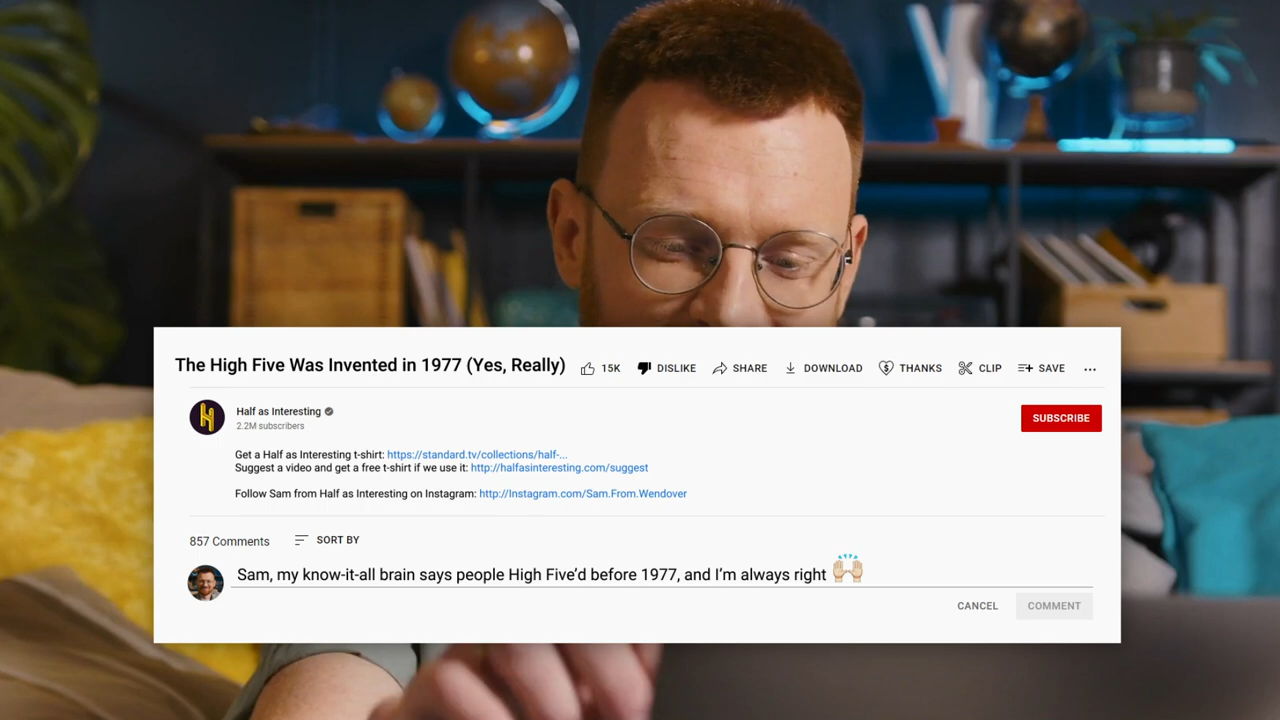 The High Five Was Invented in 1977 (Yes, Really) 15K DISLIKE SHARE DOWNLOAD THANKS CLIP SAVE ...
Half as Interesting
2.2M subscribers
SUBSCRIBE
Get a Half as Interesting t-shirt: https://standard.tv/collections/half-...
Suggest a video and get a free t-shirt if we use it: http://halfasinteresting.com/suggest
Follow Sam from Half as Interesting on Instagram: http://Instagram.com/Sam.From.Wendover
857 Comments SORT BY
Sam, my know-it-all brain says people High Five’d before 1977, and I’m always right 🙌🏼
CANCEL COMMENT